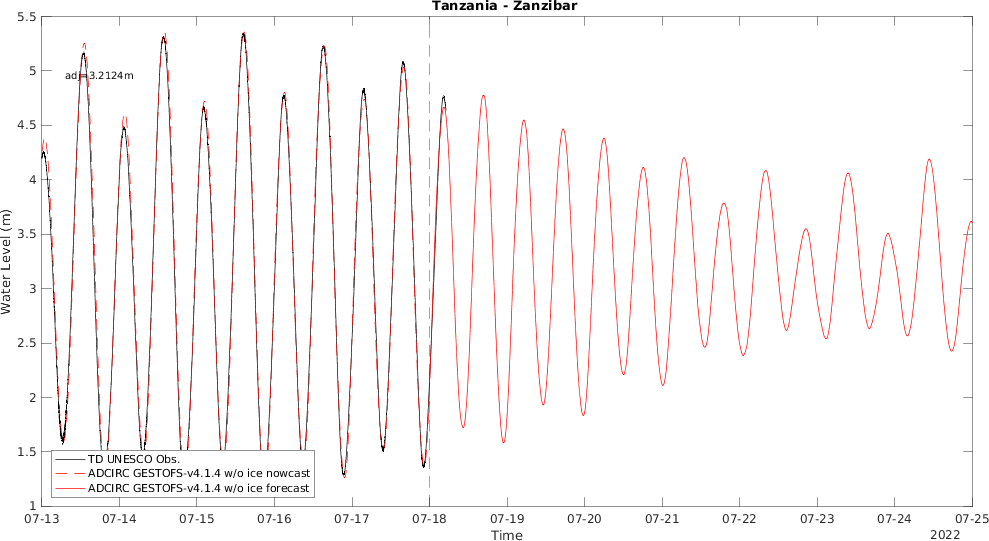 Tanzania - Zanzibar
5.5
5
4.5
4
3.5
3
2.5
2
1.5
1
Water Level (m)
adj=3.2124m
TD UNESCO Obs.
ADCIRC GESTOFS-v4.1.4 w/o ice nowcast
ADCIRC GESTOFS-v4.1.4 w/o ice forecast
07-13 07-14 07-15 07-16 07-17 07-18 07-19 07-20 07-21 07-22 07-23 07-24 07-25
Time
2022